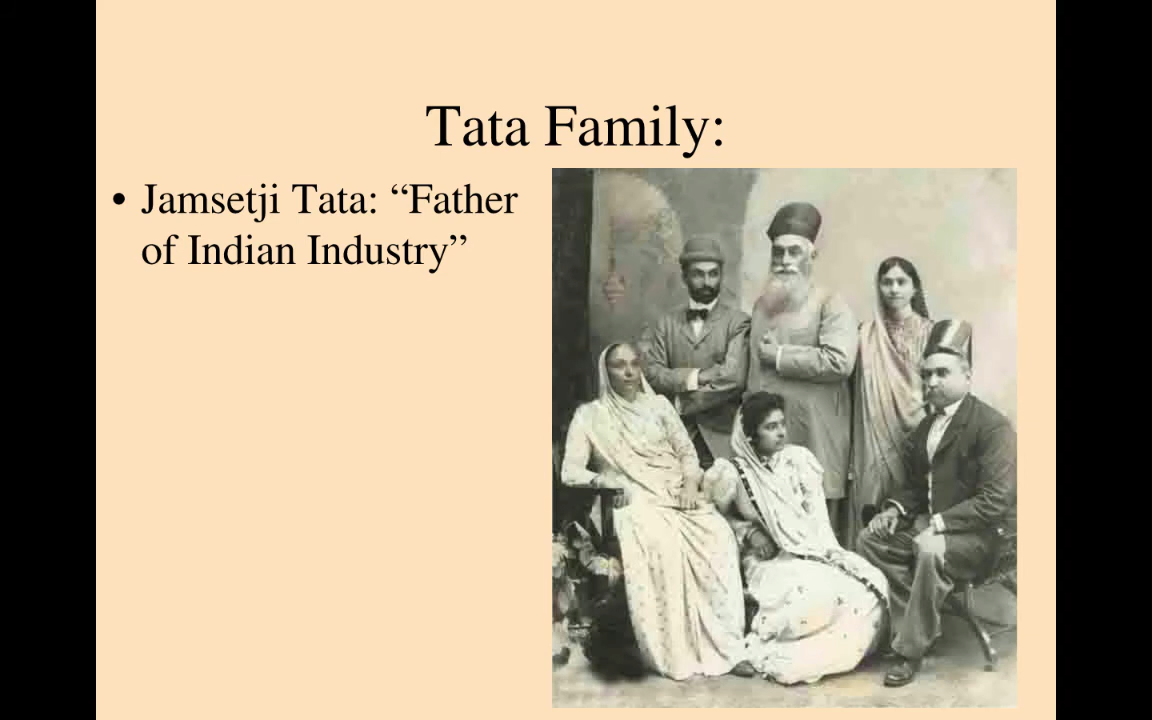 Tata Family:
• Jamsetji Tata: “Father
of Indian Industry”